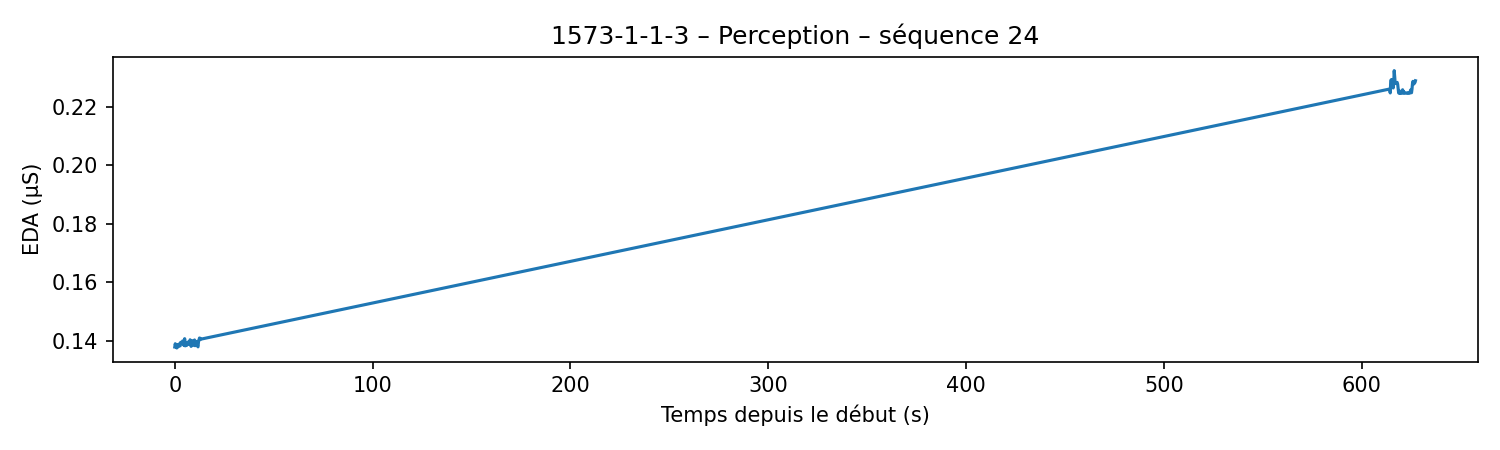 1573-1-1-3 – Perception – séquence 24
EDA (µS)
0.22
0.20
0.18
0.16
0.14
0 100 200 300 400 500 600
Temps depuis le début (s)